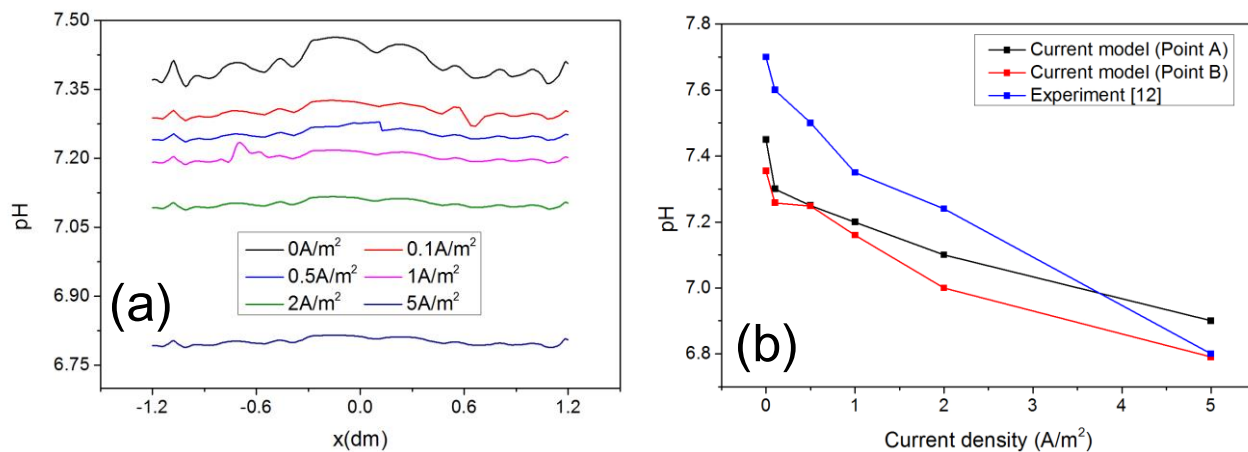 7.50
7.35
7.20
7.05
6.90
6.75
pH
0A/m²
0.1A/m²
0.5A/m²
1A/m²
2A/m²
5A/m²
(a)
-1.2
-0.6
0.0
0.6
1.2
x(dm)
7.8
7.6
7.4
7.2
7.0
6.8
pH
Current model (Point A)
Current model (Point B)
Experiment [12]
(b)
0
1
2
3
4
5
Current density (A/m²)